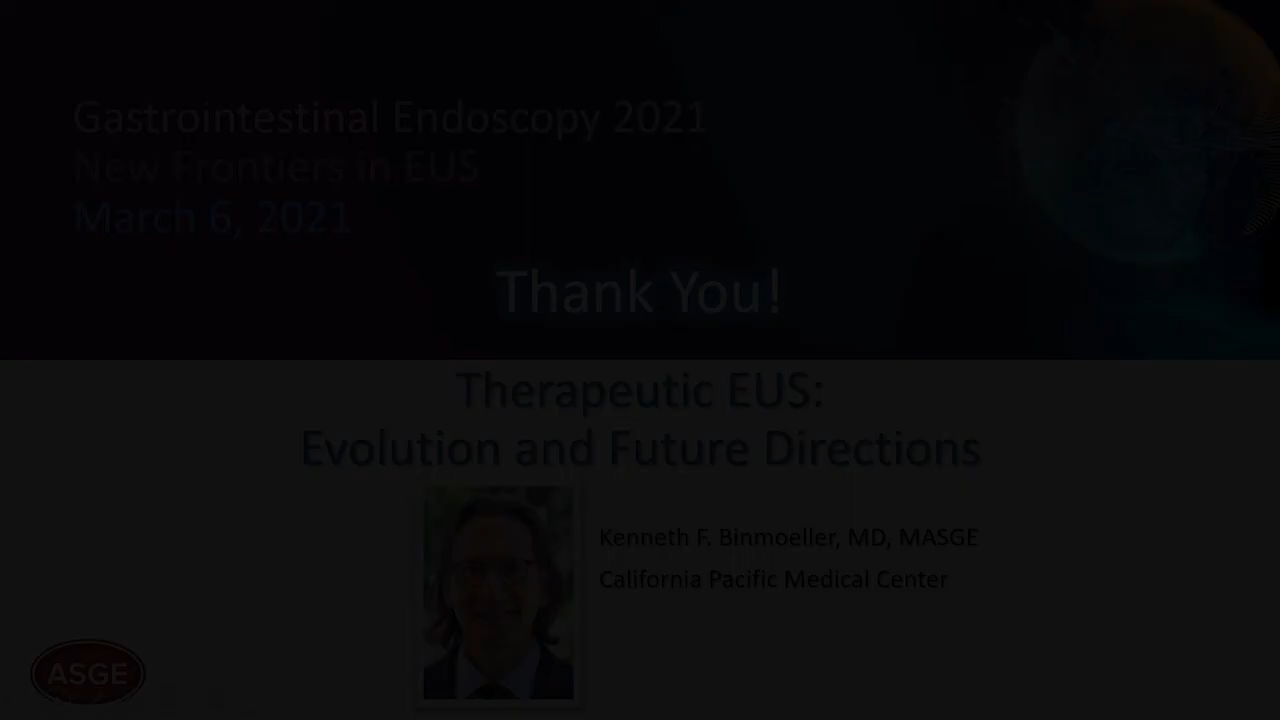 Gastrointestinal Endoscopy 2021
New Frontiers in EUS
March 6, 2021
Thank You!
Therapeutic EUS:
Evolution and Future Directions
Kenneth F. Binmoeller, MD, MASGE
California Pacific Medical Center
ASGE